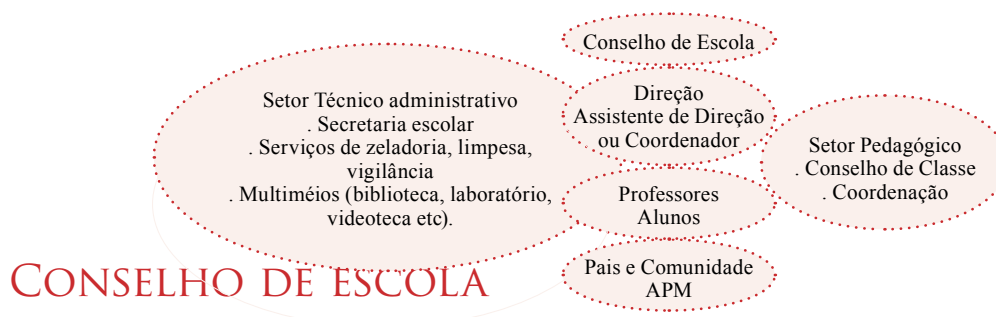 Conselho de Escola
Setor Técnico administrativo
. Secretaria escolar
. Serviços de zeladoria, limpesa,
vigilância
. Multiméios (biblioteca, laboratório,
videoteca etc).
Direção
Assistente de Direção
ou Coordenador
Setor Pedagógico
. Conselho de Classe
. Coordenação
Professores
Alunos
Pais e Comunidade
APM
CONSELHO DE ESCOLA